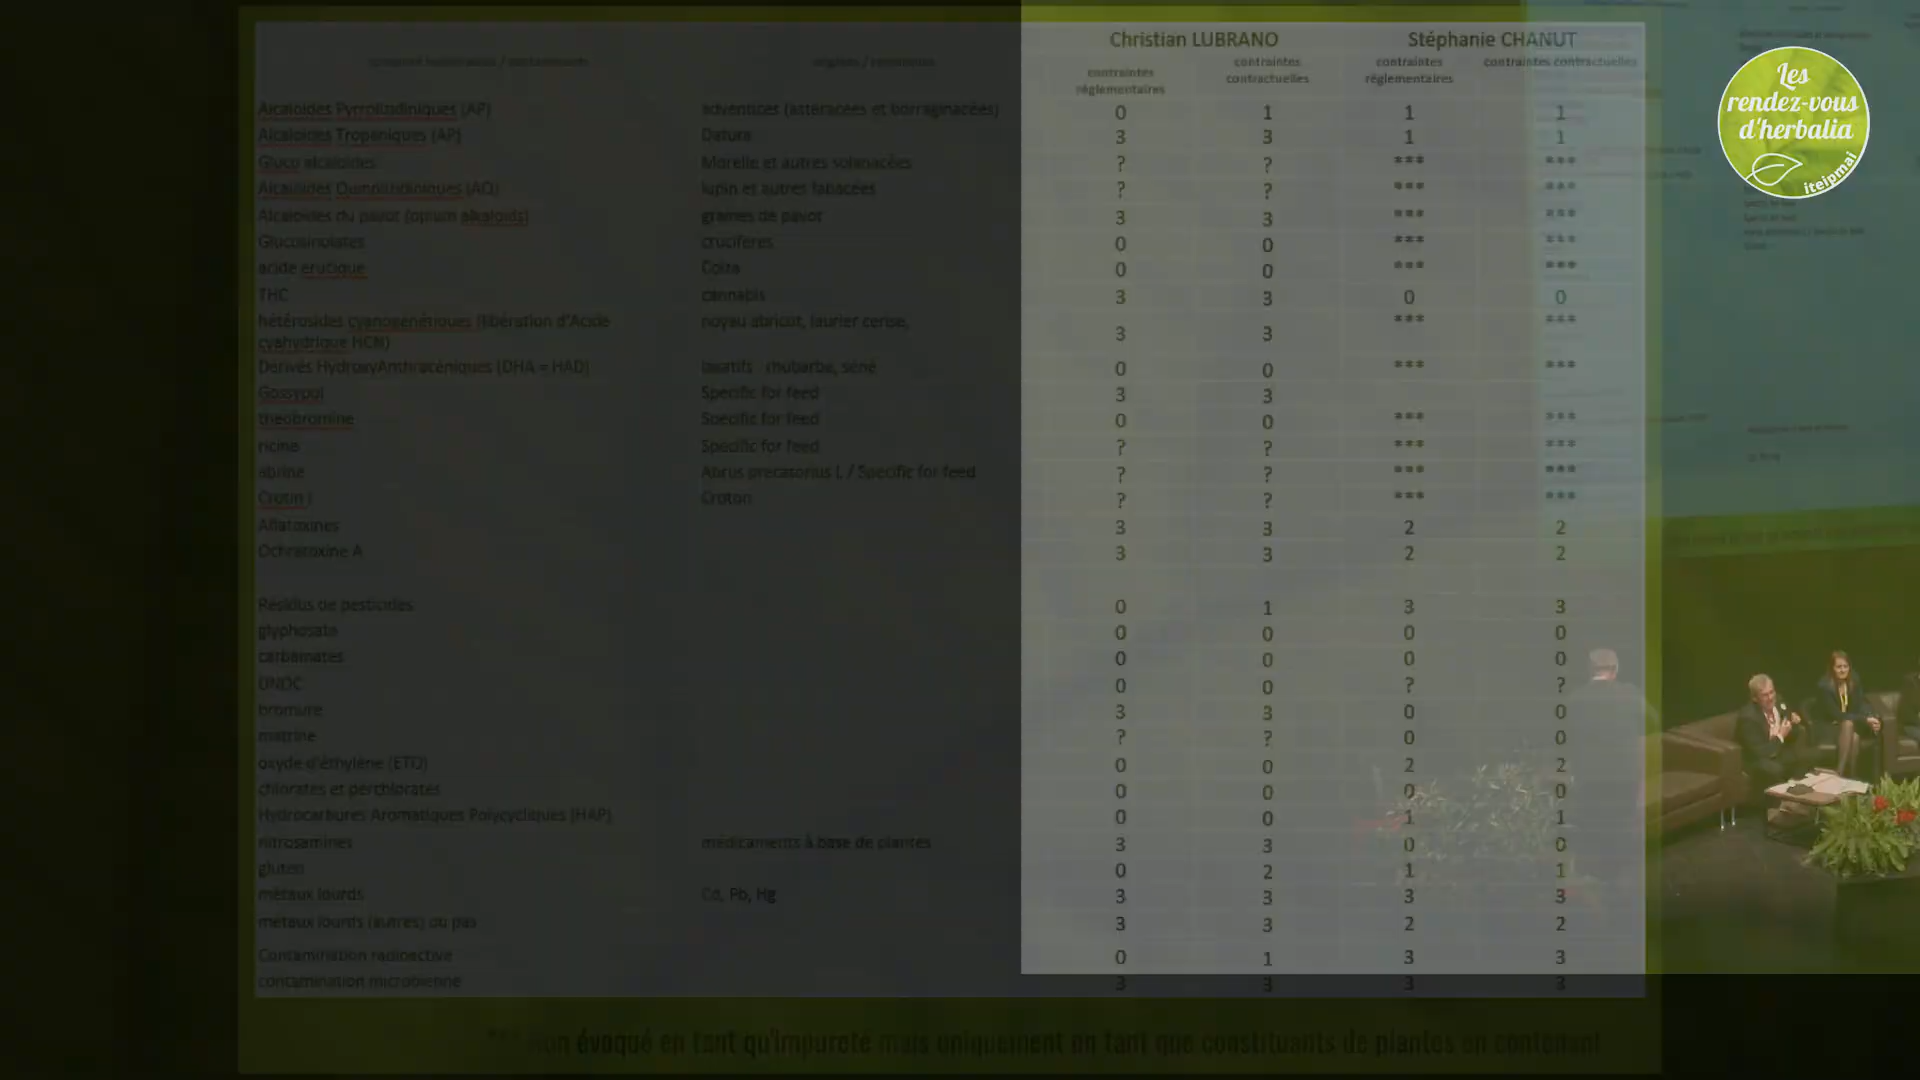 Christian LUBRANO Stéphanie CHANUT
contraintes réglementaires contraintes contractuelles contraintes réglementaires contraintes contractuelles
Alcaloides Pyrrolizidiniques (AP) adventices (asteracées et borraginacées) 0 1 1 1
Alcaloides Tropaniques (AP) Datura 3 3 1 1
Gluco alcaloides Morelle et autres solanacées ? ? *** ***
Alcaloides Quinolizidiniques (AQ) lupin et autres fabacées ? ? *** ***
Alcaloides du pavot (opium alkaloids) graines de pavot 3 3 *** ***
Glucosinolates crucifères 0 0 *** ***
acide erucique Colza 0 0 *** ***
THC cannabis 3 3 0 0
hétérosides cyanogénétiques (libération d'Acide cyahydrique HCN) noyau abricot, laurier cerise, 3 3 *** ***
Dérivés HydroxyAnthracéniques (DHA = HAD) laxatifs : rhubarbe, séné 0 0 *** ***
Gossypol Specific for feed 3 3
théobromine Specific for feed 0 0 *** ***
ricine Specific for feed ? ? *** ***
abrine Abrus precatorius L / Specific for feed ? ? *** ***
Crotin I Croton ? ? *** ***
Aflatoxines 3 3 2 2
Ochratoxine A 3 3 2 2
Résidus de pesticides 0 1 3 3
glyphosate 0 0 0 0
carbamates 0 0 0 0
DNOC 0 0 ? ?
bromure 3 3 0 0
matrine ? ? 0 0
oxyde d'éthylène (ETO) 0 0 2 2
chlorates et perchlorates 0 0 0 0
Hydrocarbures Aromatiques Polycycliques (HAP) 0 0 1 1
nitrosamines médicaments à base de plantes 3 3 0 0
gluten 0 2 1 1
métaux lourds Cd, Pb, Hg 3 3 3 3
métaux lourds (autres) ou pas 3 3 2 2
Contamination radioactive 0 1 3 3
contamination microbienne 3 3 3 3
*** Non évoqué en tant qu'impureté mais uniquement en tant que constituants de plantes en contenant
Les
rendez-vous
d'herbalia
iteipmai